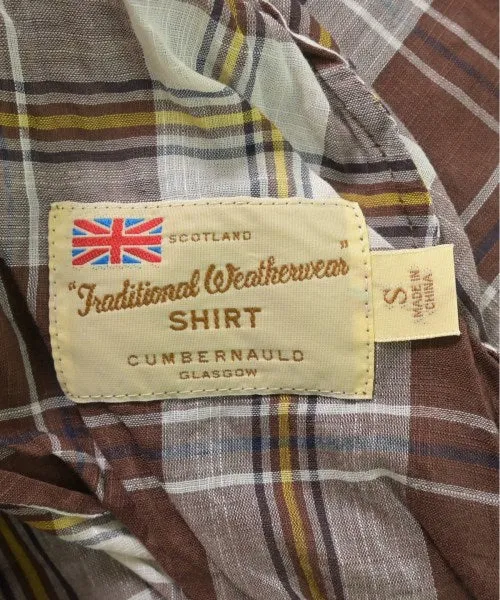 SCOTLAND
"Traditional Weatherwear"
SHIRT
CUMBERNAULD
GLASGOW
S
MADE IN
CHINA